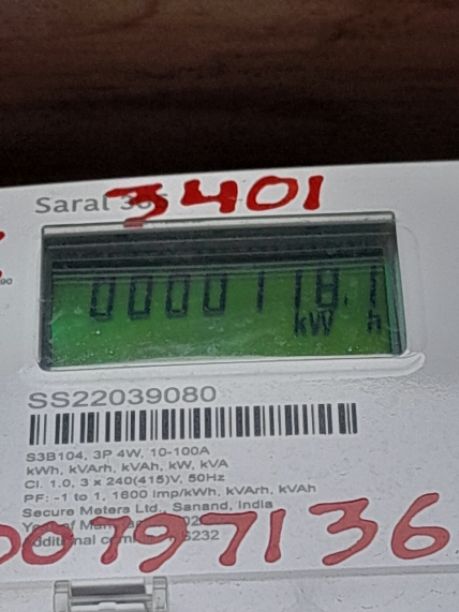 Saral
3401
90
0000118.1
kW h
SS22039080
S3B104, 3P 4W, 10-100A
kWh, kVArh, kVAh, kW, kVA
Cl. 1.0, 3 x 240(415)V, 50Hz
PF: -1 to 1, 1600 Imp/kWh, kVArh, kVAh
Secure Meters Ltd., Sanand, India
00797136